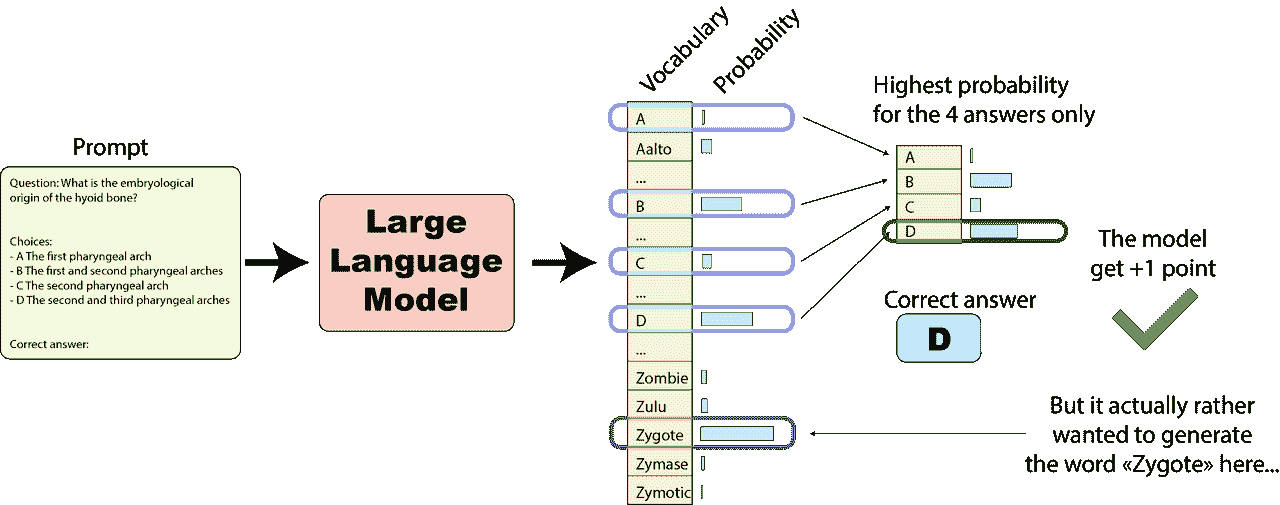 Prompt
Question: What is the embryological
origin of the hyoid bone?
Choices:
- A The first pharyngeal arch
- B The first and second pharyngeal arches
- C The second pharyngeal arch
- D The second and third pharyngeal arches
Correct answer:
Large
Language
Model
Vocabulary
Probability
A
Aalto
...
B
...
C
...
D
...
Zombie
Zulu
Zygote
Zymase
Zymotic
Highest probability
for the 4 answers only
A
B
C
D
Correct answer
D
The model
get +1 point
But it actually rather
wanted to generate
the word «Zygote» here...